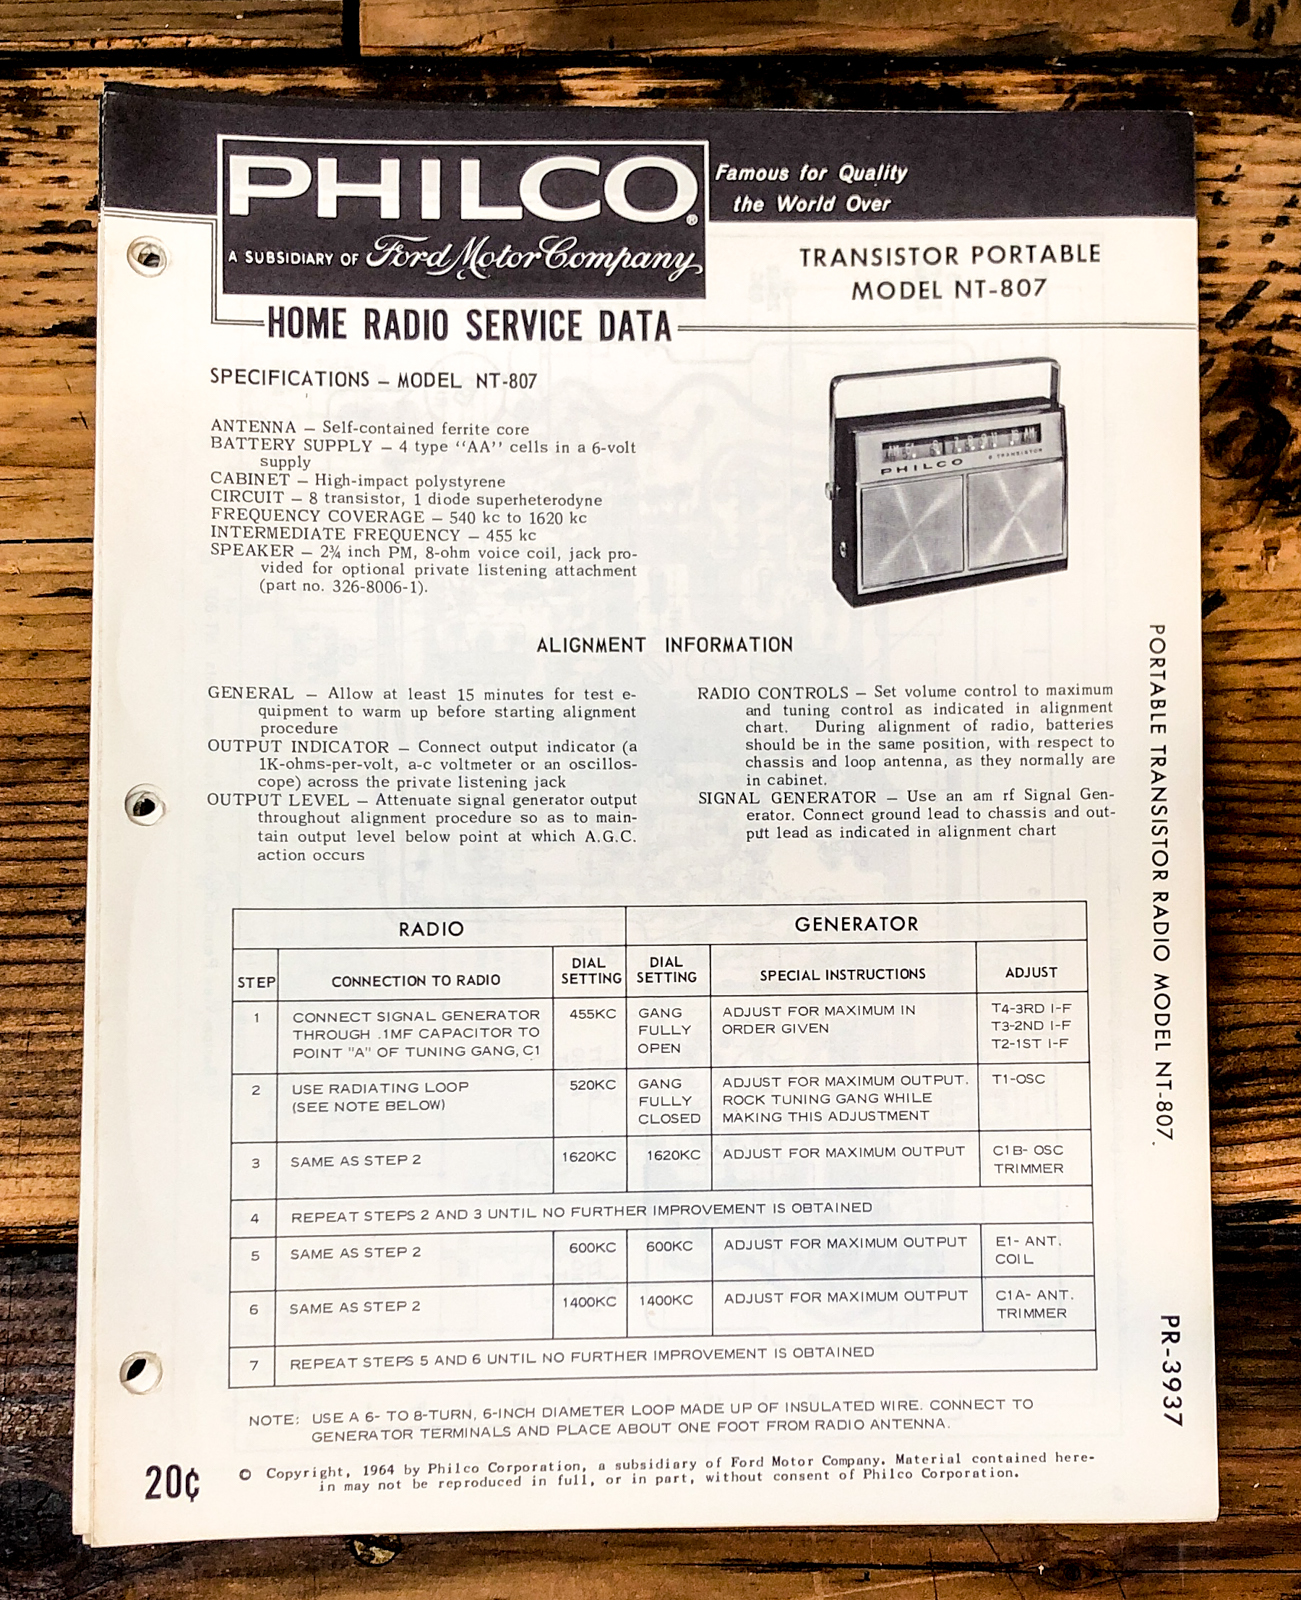 PHILCO®
A SUBSIDIARY OF Ford Motor Company
Famous for Quality
the World Over
TRANSISTOR PORTABLE
MODEL NT-807
HOME RADIO SERVICE DATA
SPECIFICATIONS – MODEL NT-807
ANTENNA – Self-contained ferrite core
BATTERY SUPPLY – 4 type "AA" cells in a 6-volt
supply
CABINET – High-impact polystyrene
CIRCUIT – 8 transistor, 1 diode superheterodyne
FREQUENCY COVERAGE – 540 kc to 1620 kc
INTERMEDIATE FREQUENCY – 455 kc
SPEAKER – 2¾ inch PM, 8-ohm voice coil, jack pro-
vided for optional private listening attachment
(part no. 326-8006-1).
PHILCO 8 TRANSISTOR
ALIGNMENT INFORMATION
GENERAL – Allow at least 15 minutes for test e-
quipment to warm up before starting alignment
procedure
OUTPUT INDICATOR – Connect output indicator (a
1K-ohms-per-volt, a-c voltmeter or an oscillos-
cope) across the private listening jack
OUTPUT LEVEL – Attenuate signal generator output
throughout alignment procedure so as to main-
tain output level below point at which A.G.C.
action occurs
RADIO CONTROLS – Set volume control to maximum
and tuning control as indicated in alignment
chart. During alignment of radio, batteries
should be in the same position, with respect to
chassis and loop antenna, as they normally are
in cabinet.
SIGNAL GENERATOR – Use an am rf Signal Gen-
erator. Connect ground lead to chassis and out-
put lead as indicated in alignment chart
RADIO GENERATOR
STEP CONNECTION TO RADIO DIAL SETTING DIAL SETTING SPECIAL INSTRUCTIONS ADJUST
1 CONNECT SIGNAL GENERATOR 455KC GANG ADJUST FOR MAXIMUM IN T4-3RD I-F
THROUGH .1MF CAPACITOR TO FULLY ORDER GIVEN T3-2ND I-F
POINT "A" OF TUNING GANG, C1 OPEN T2-1ST I-F
2 USE RADIATING LOOP 520KC GANG ADJUST FOR MAXIMUM OUTPUT. T1-OSC
(SEE NOTE BELOW) FULLY ROCK TUNING GANG WHILE
CLOSED MAKING THIS ADJUSTMENT
3 SAME AS STEP 2 1620KC 1620KC ADJUST FOR MAXIMUM OUTPUT C1B- OSC
TRIMMER
4 REPEAT STEPS 2 AND 3 UNTIL NO FURTHER IMPROVEMENT IS OBTAINED
5 SAME AS STEP 2 600KC 600KC ADJUST FOR MAXIMUM OUTPUT E1- ANT.
COIL
6 SAME AS STEP 2 1400KC 1400KC ADJUST FOR MAXIMUM OUTPUT C1A- ANT.
TRIMMER
7 REPEAT STEPS 5 AND 6 UNTIL NO FURTHER IMPROVEMENT IS OBTAINED
NOTE: USE A 6- TO 8-TURN, 6-INCH DIAMETER LOOP MADE UP OF INSULATED WIRE. CONNECT TO
GENERATOR TERMINALS AND PLACE ABOUT ONE FOOT FROM RADIO ANTENNA.
20¢
© Copyright, 1964 by Philco Corporation, a subsidiary of Ford Motor Company. Material contained here-
in may not be reproduced in full, or in part, without consent of Philco Corporation.
PORTABLE TRANSISTOR RADIO MODEL NT-807
PR-3937